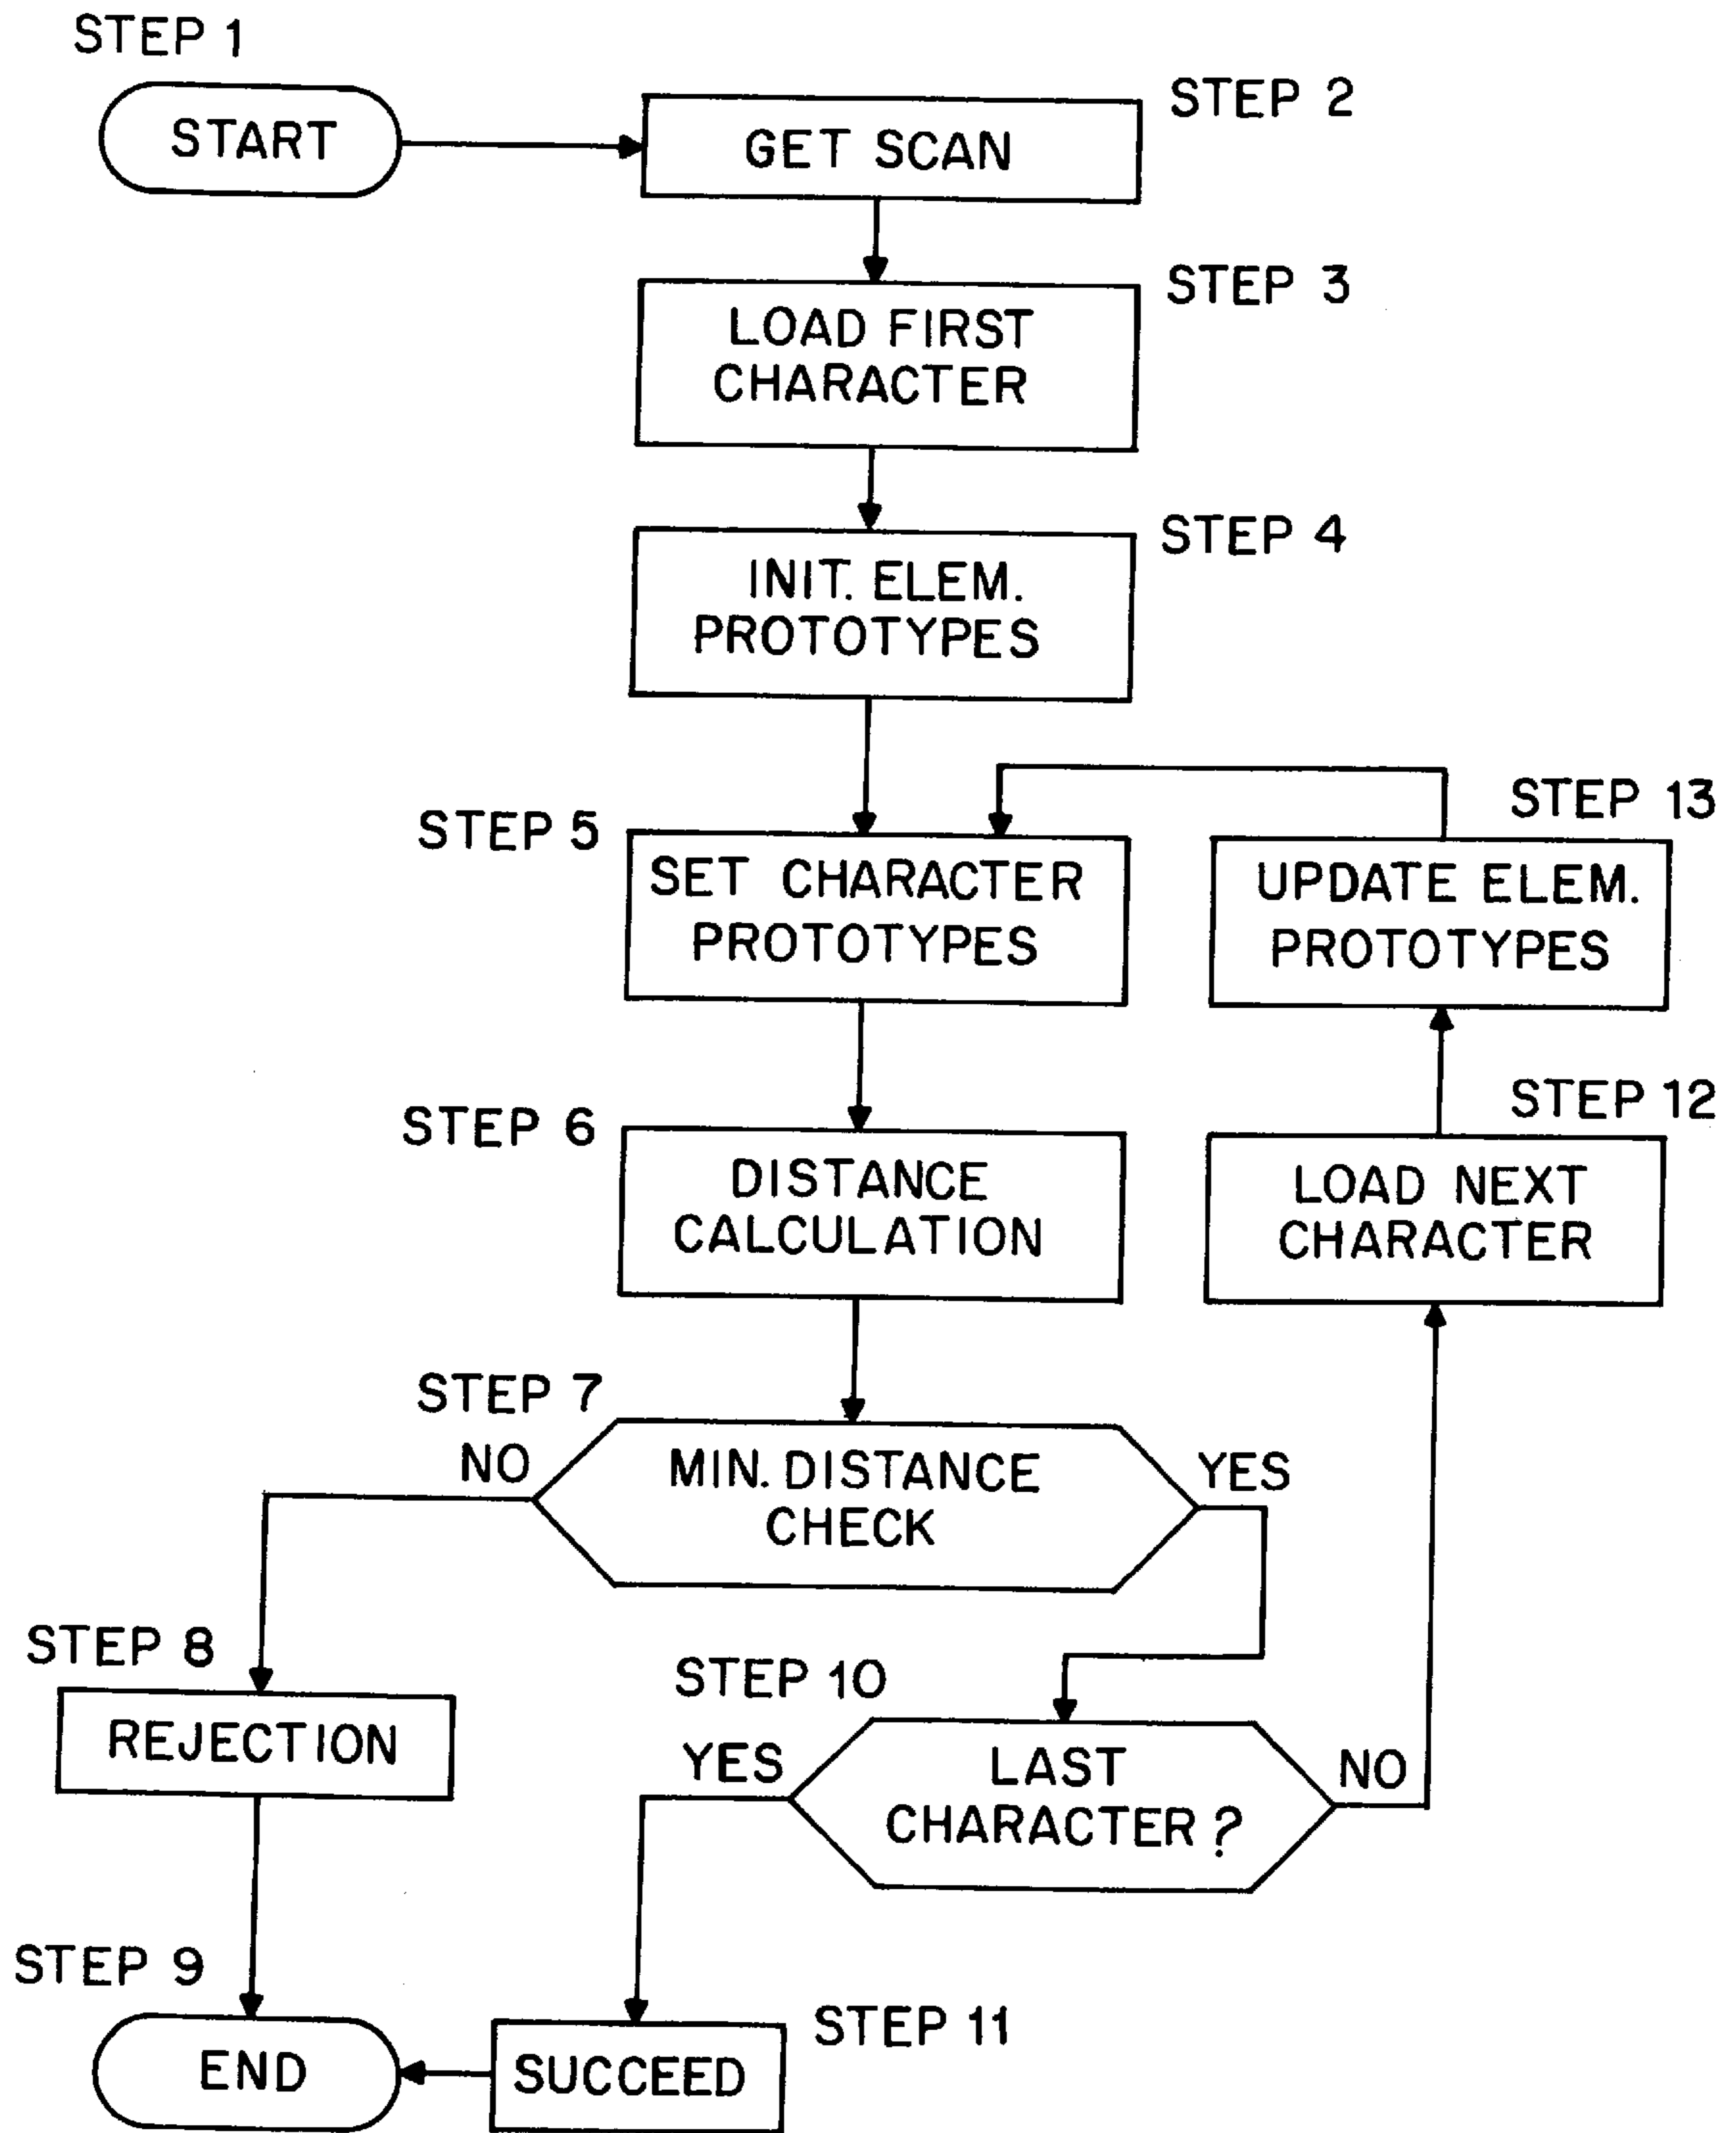 STEP 1
START
STEP 2
GET SCAN
STEP 3
LOAD FIRST
CHARACTER
STEP 4
INIT. ELEM.
PROTOTYPES
STEP 5
SET CHARACTER
PROTOTYPES
STEP 13
UPDATE ELEM.
PROTOTYPES
STEP 6
DISTANCE
CALCULATION
STEP 12
LOAD NEXT
CHARACTER
STEP 7
NO
MIN. DISTANCE
CHECK
YES
STEP 8
REJECTION
STEP 10
YES
LAST
CHARACTER?
NO
STEP 9
END
STEP 11
SUCCEED